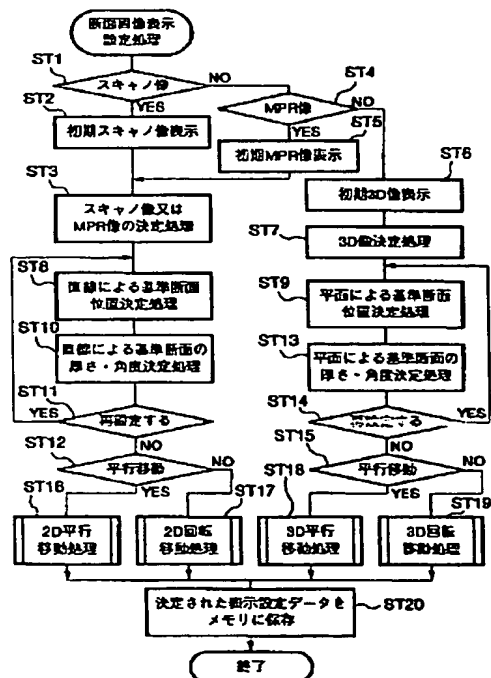 断面画像表示
設定処理
ST1
スキャノ像
NO
ST4
ST2
YES
MPR像
NO
初期スキャノ像表示
YES
ST5
初期MPR像表示
ST6
ST3
初期3D像表示
スキャノ像又は
MPR像の決定処理
ST7
3D像決定処理
ST8
直線による基準断面
位置決定処理
ST9
平面による基準断面
位置決定処理
ST10
直線による基準断面の
厚さ・角度決定処理
ST13
平面による基準断面の
厚さ・角度決定処理
ST11
YES
再設定する
ST14
する
YES
ST12
NO
ST15
NO
平行移動
NO
平行移動
NO
ST16
YES
ST17
ST18
YES
ST19
2D平行
移動処理
2D回転
移動処理
3D平行
移動処理
3D回転
移動処理
決定された表示設定データを
メモリに保存
ST20
終了